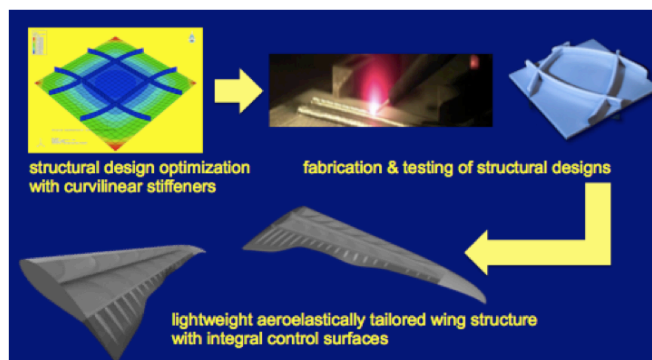 structural design optimization
with curvilinear stiffeners
fabrication & testing of structural designs
lightweight aeroelastically tailored wing structure
with integral control surfaces